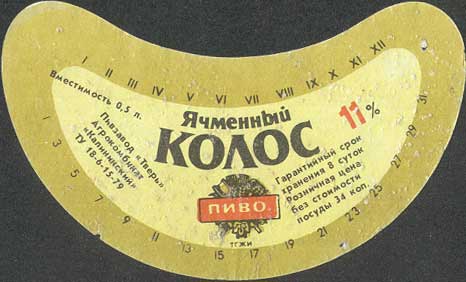 I II III IV V VI VII VIII IX X XI XII
Вместимость 0,5 л.
Пивзавод «Тверь»
Агрокомбинат
«Калининский»
ТУ 18-6-15-79
Ячменный
КОЛОС
11%
Гарантийный срок
хранения 8 суток
Розничная цена
без стоимости
посуды 34 коп.
ПИВО
1 3 5 7 9 11 13 15 17 19 21 23 25 27 29 31